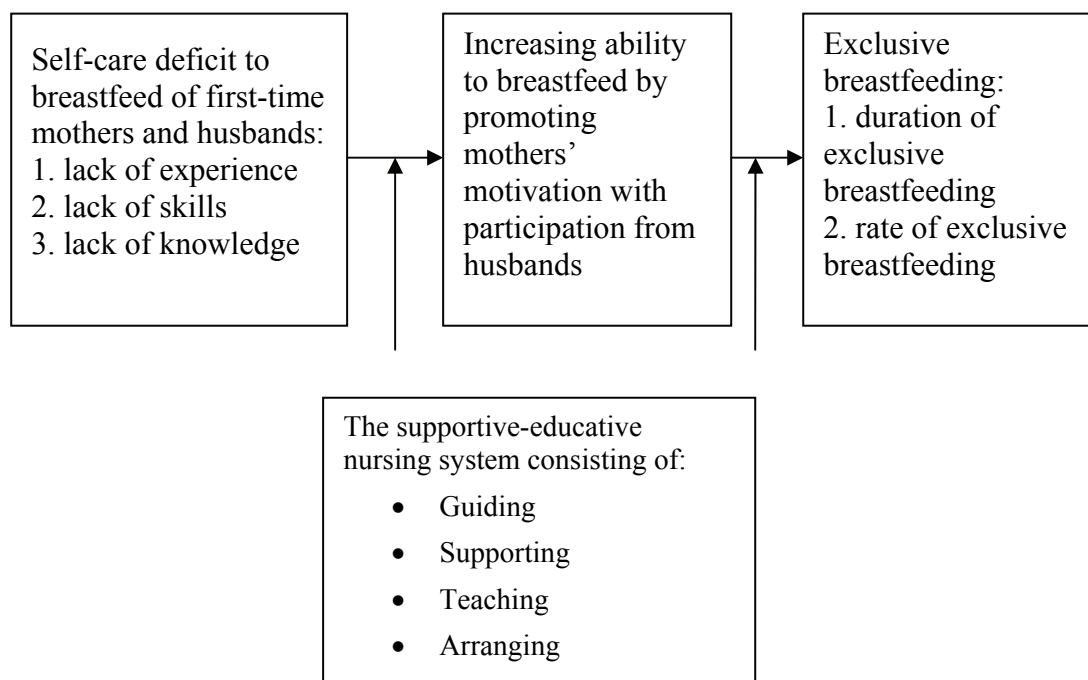 Self-care deficit to
breastfeed of first-time
mothers and husbands:
1. lack of experience
2. lack of skills
3. lack of knowledge
Increasing ability
to breastfeed by
promoting
mothers’
motivation with
participation from
husbands
Exclusive
breastfeeding:
1. duration of
exclusive
breastfeeding
2. rate of exclusive
breastfeeding
The supportive-educative
nursing system consisting of:
• Guiding
• Supporting
• Teaching
• Arranging